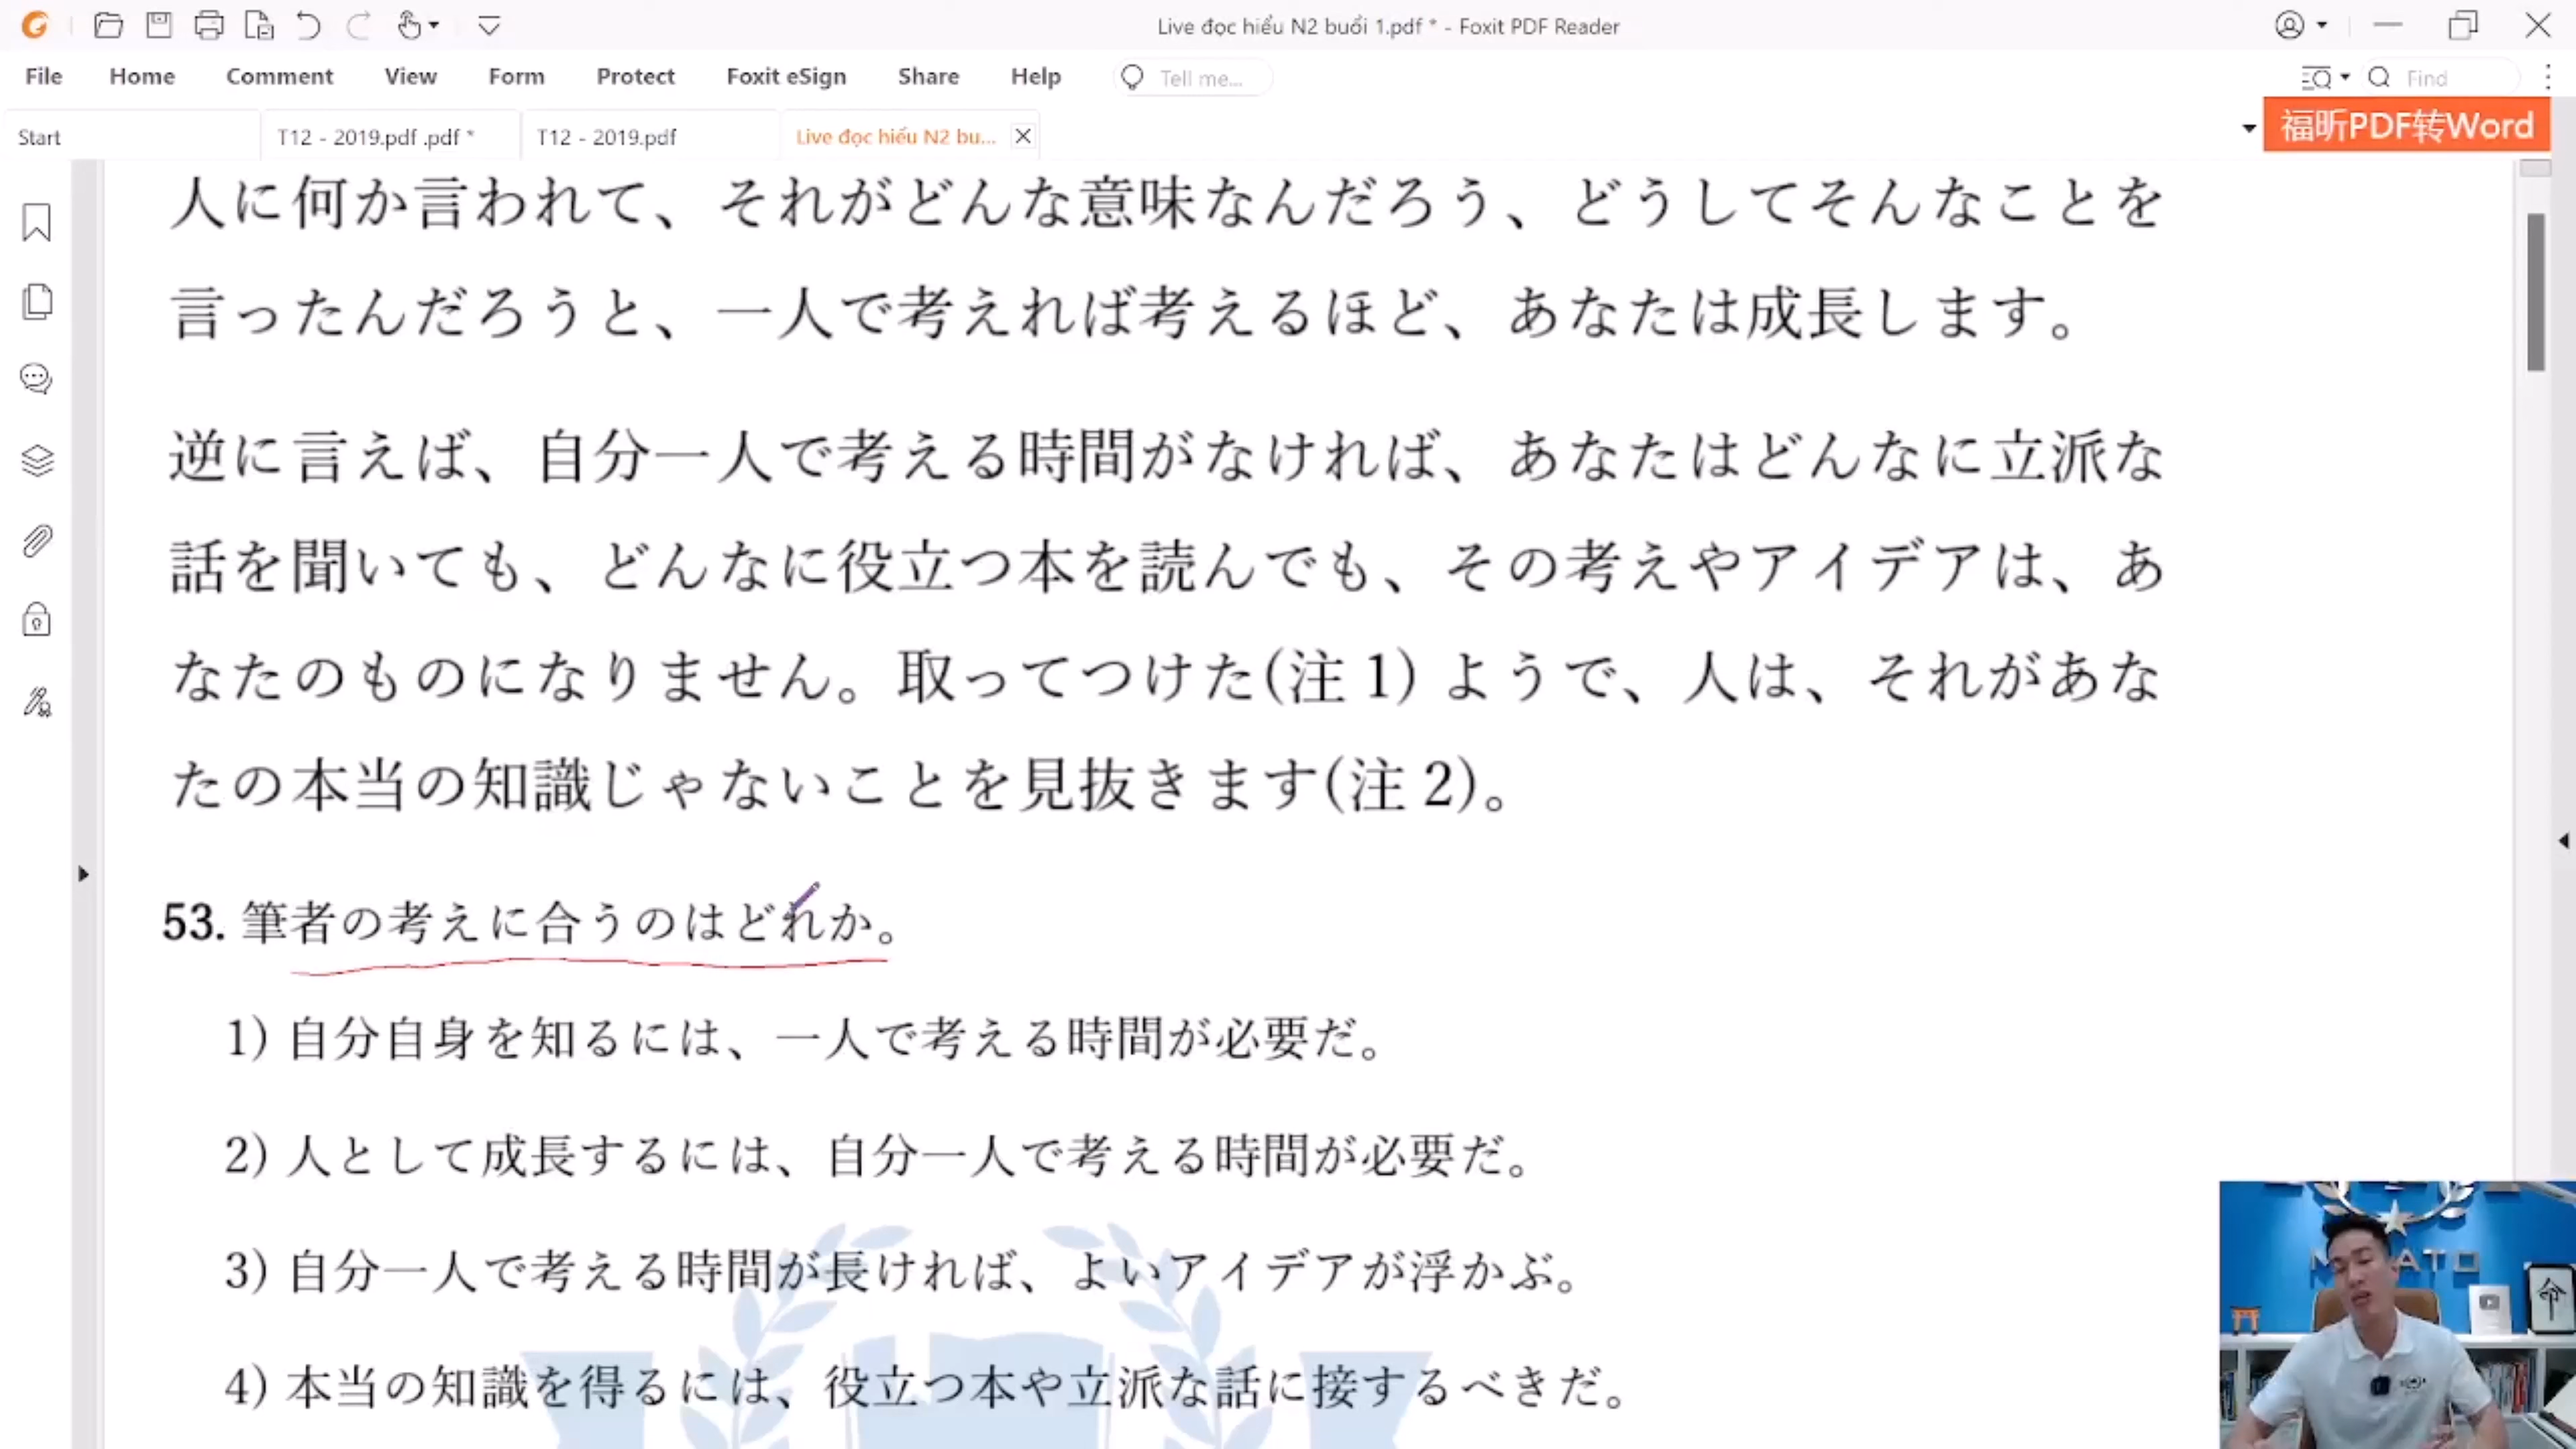 Live đọc hiểu N2 buổi 1.pdf * - Foxit PDF Reader
File Home Comment View Form Protect Foxit eSign Share Help Tell me... Find
Start T12 - 2019.pdf .pdf * T12 - 2019.pdf Live đọc hiểu N2 bu... 福昕PDF转Word
人に何か言われて、それがどんな意味なんだろう、どうしてそんなことを
言ったんだろうと、一人で考えれば考えるほど、あなたは成長します。
逆に言えば、自分一人で考える時間がなければ、あなたはどんなに立派な
話を聞いても、どんなに役立つ本を読んでも、その考えやアイデアは、あ
なたのものになりません。取ってつけた(注 1) ようで、人は、それがあな
たの本当の知識じゃないことを見抜きます(注 2)。
53. 筆者の考えに合うのはどれか。
1) 自分自身を知るには、一人で考える時間が必要だ。
2) 人として成長するには、自分一人で考える時間が必要だ。
3) 自分一人で考える時間が長ければ、よいアイデアが浮かぶ。
4) 本当の知識を得るには、役立つ本や立派な話に接するべきだ。